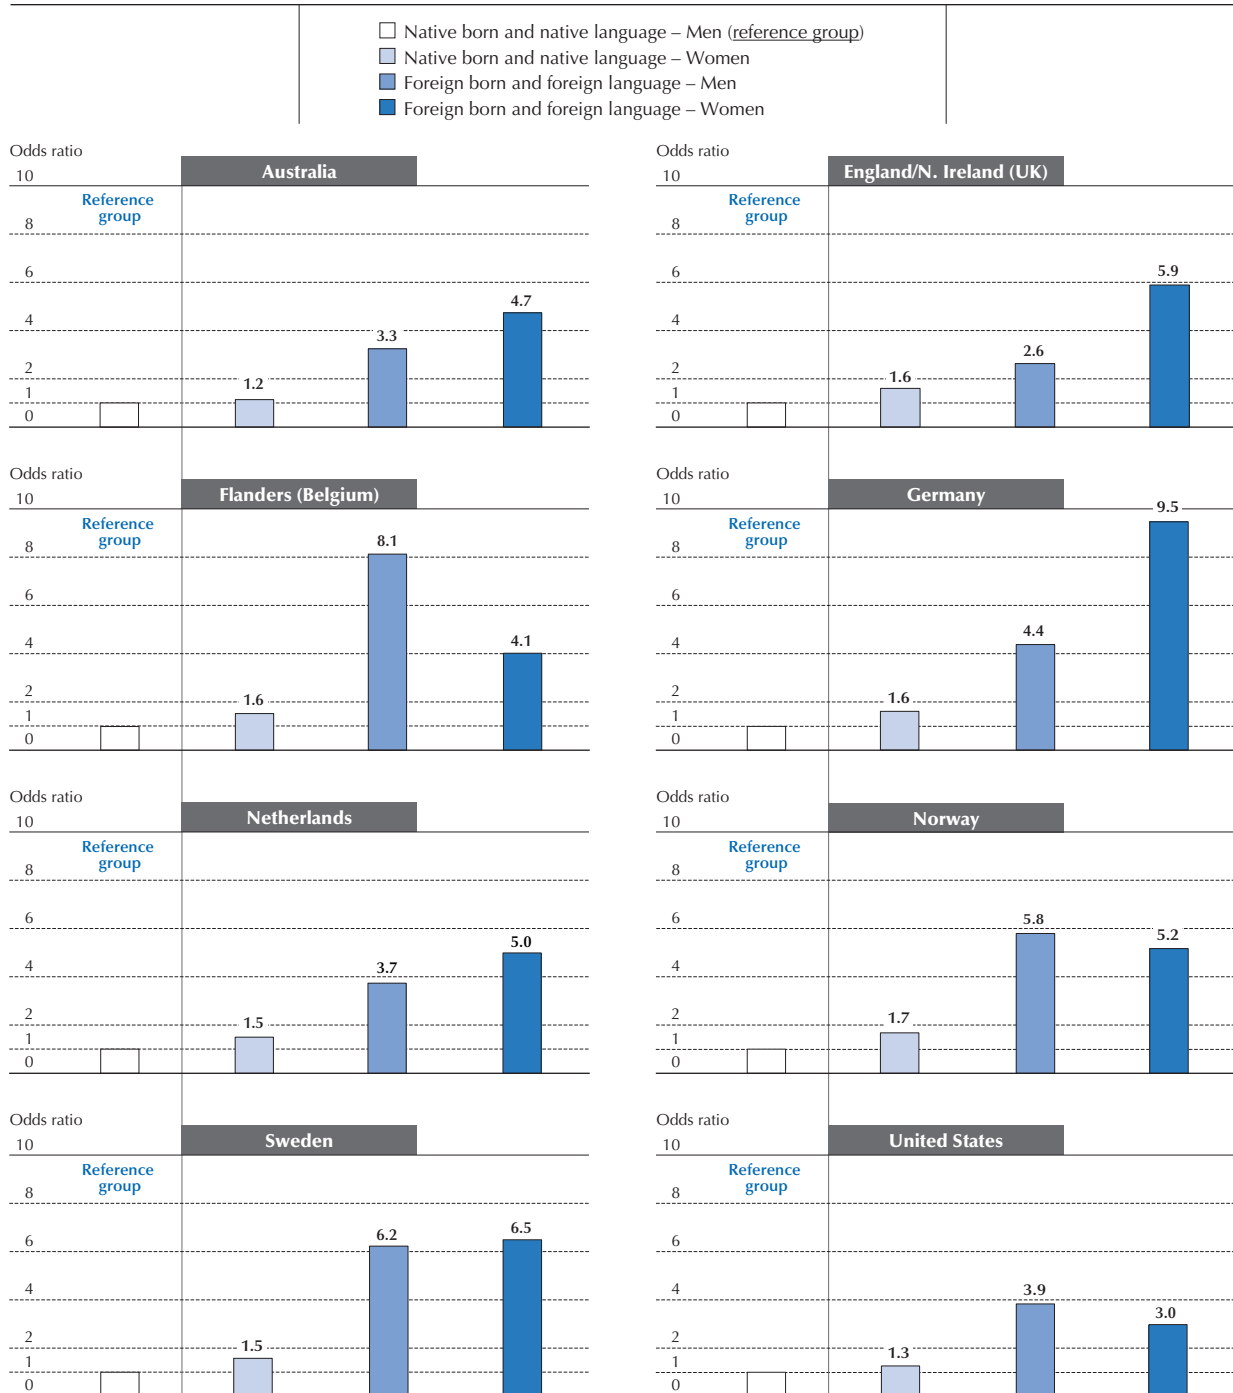 Native born and native language – Men (reference group)
Native born and native language – Women
Foreign born and foreign language – Men
Foreign born and foreign language – Women
Odds ratio
Australia
10
Reference
group
8
6
4
2
1
0
1.2
3.3
4.7
Odds ratio
England/N. Ireland (UK)
10
Reference
group
8
6
4
2
1
0
1.6
2.6
5.9
Odds ratio
Flanders (Belgium)
10
Reference
group
8
6
4
2
1
0
1.6
8.1
4.1
Odds ratio
Germany
10
Reference
group
8
6
4
2
1
0
1.6
4.4
9.5
Odds ratio
Netherlands
10
Reference
group
8
6
4
2
1
0
1.5
3.7
5.0
Odds ratio
Norway
10
Reference
group
8
6
4
2
1
0
1.7
5.8
5.2
Odds ratio
Sweden
10
Reference
group
8
6
4
2
1
0
1.5
6.2
6.5
Odds ratio
United States
10
Reference
group
8
6
4
2
1
0
1.3
3.9
3.0